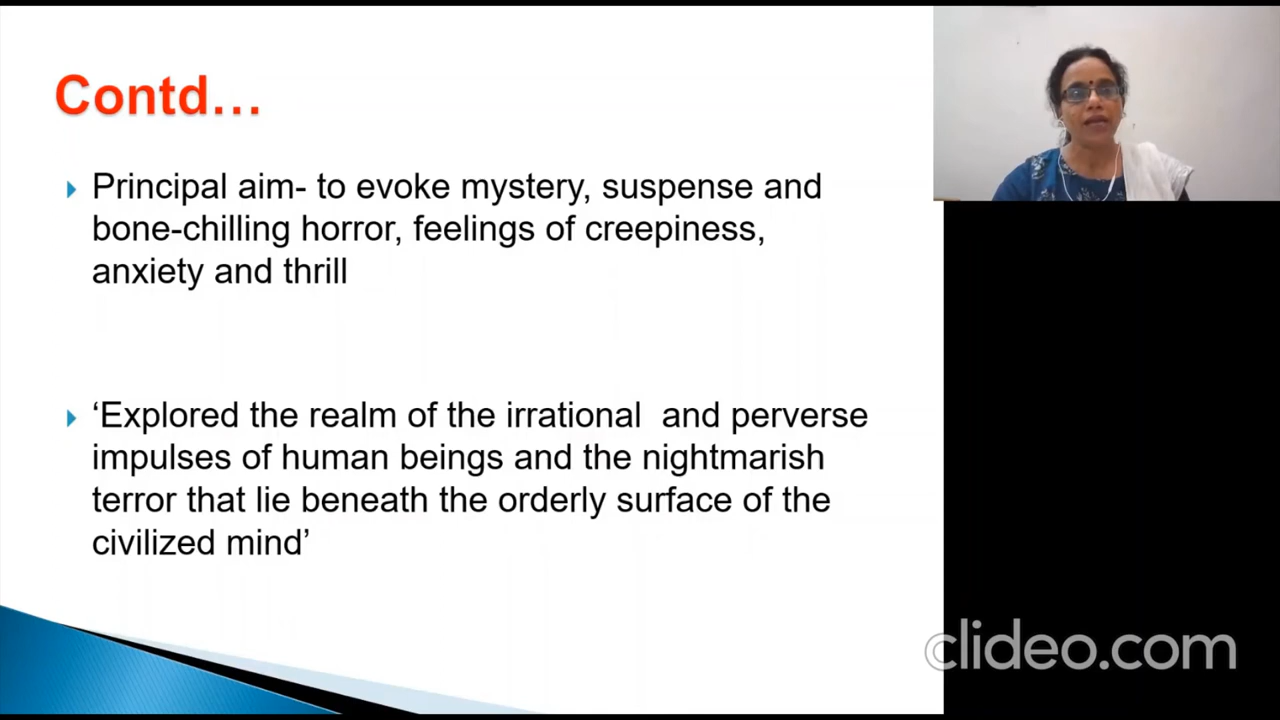 Contd...
Principal aim- to evoke mystery, suspense and
bone-chilling horror, feelings of creepiness,
anxiety and thrill
‘Explored the realm of the irrational  and perverse
impulses of human beings and the nightmarish
terror that lie beneath the orderly surface of the
civilized mind’
clideo.com